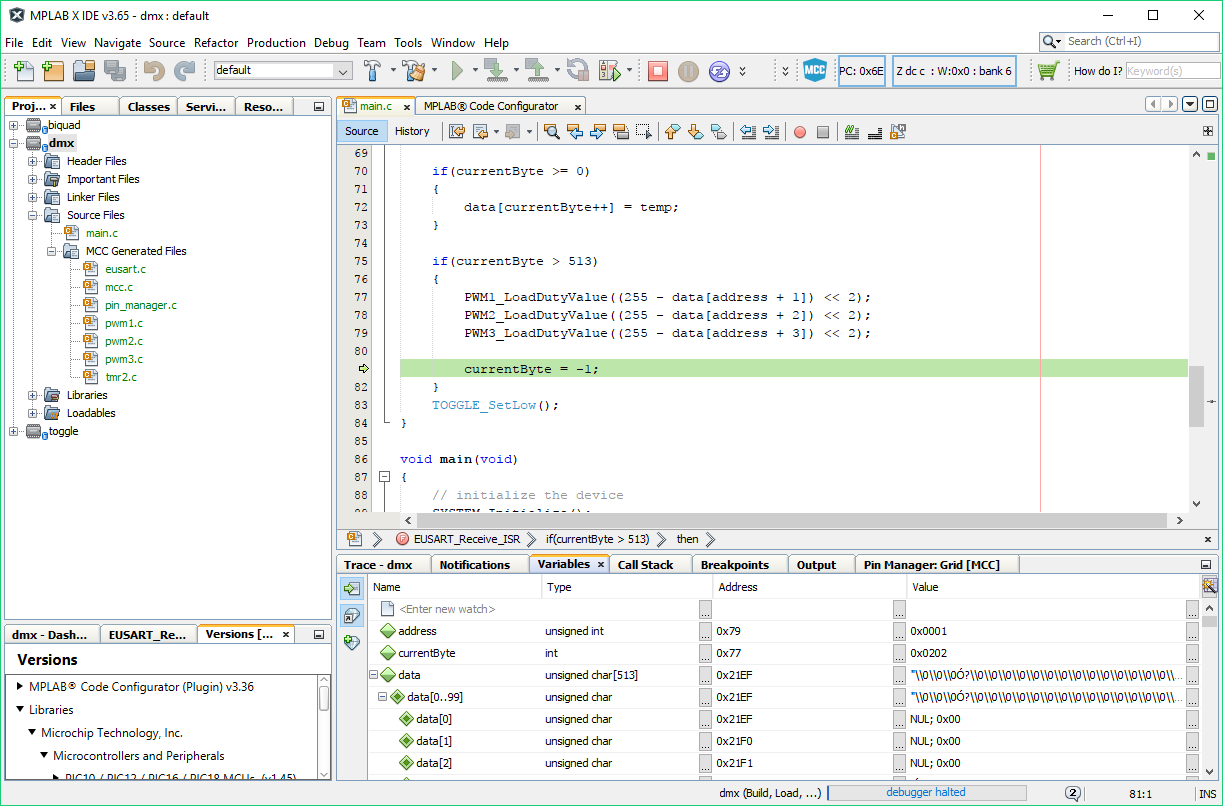 MPLAB X IDE v3.65 - dmx : default
File Edit View Navigate Source Refactor Production Debug Team Tools Window Help
Search (Ctrl+I)
default
MCC
PC: 0x6E
Z dc c : W:0x0 : bank 6
How do I? Keyword(s)
Proj... × Files Classes Servi... Reso...
main.c × MPLAB® Code Configurator ×
Source History
biquad
dmx
Header Files
Important Files
Linker Files
Source Files
main.c
MCC Generated Files
eusart.c
mcc.c
pin_manager.c
pwm1.c
pwm2.c
pwm3.c
tmr2.c
Libraries
Loadables
toggle
69
70 if(currentByte >= 0)
71 {
72 data[currentByte++] = temp;
73 }
74
75 if(currentByte > 513)
76 {
77 PWM1_LoadDutyValue((255 - data[address + 1]) << 2);
78 PWM2_LoadDutyValue((255 - data[address + 2]) << 2);
79 PWM3_LoadDutyValue((255 - data[address + 3]) << 2);
80
currentByte = -1;
82 }
83 TOGGLE_SetLow();
84 }
85
86 void main(void)
87 {
88 // initialize the device
EUSART_Receive_ISR if(currentByte > 513) then ×
dmx - Dash... EUSART_Re... Versions [... ×
Versions
MPLAB® Code Configurator (Plugin) v3.36
Libraries
Microchip Technology, Inc.
Microcontrollers and Peripherals
PIC10 / PIC12 / PIC16 / PIC18 MCUs (v1.45)
Trace - dmx Notifications Variables × Call Stack Breakpoints Output Pin Manager: Grid [MCC]
Name Type Address Value
<Enter new watch> ... ... ...
address unsigned int ... 0x79 ... 0x0001 ...
currentByte int ... 0x77 ... 0x0202 ...
data unsigned char[513] ... 0x21EF ... "\\0\\0\\0Ó?\\0\\0\\0\\0\\0\\0\\0\\0\\0\\0\\0\\0\\0\\0\\... ...
data[0..99] unsigned char ... 0x21EF ... "\\0\\0\\0Ó?\\0\\0\\0\\0\\0\\0\\0\\0\\0\\0\\0\\0\\0\\0\\... ...
data[0] unsigned char ... 0x21EF ... NUL; 0x00 ...
data[1] unsigned char ... 0x21F0 ... NUL; 0x00 ...
data[2] unsigned char ... 0x21F1 ... NUL; 0x00 ...
dmx (Build, Load, ...) debugger halted 2 81:1 INS